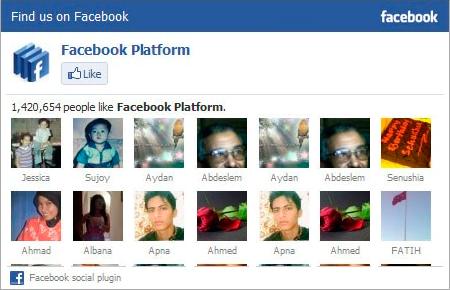 Find us on Facebook facebook
Facebook Platform
Like
1,420,654 people like Facebook Platform.
Jessica Sujoy Aydan Abdeslem Aydan Abdeslem Senushia
Ahmad Albana Apna Ahmed Apna Ahmed FATIH
Facebook social plugin